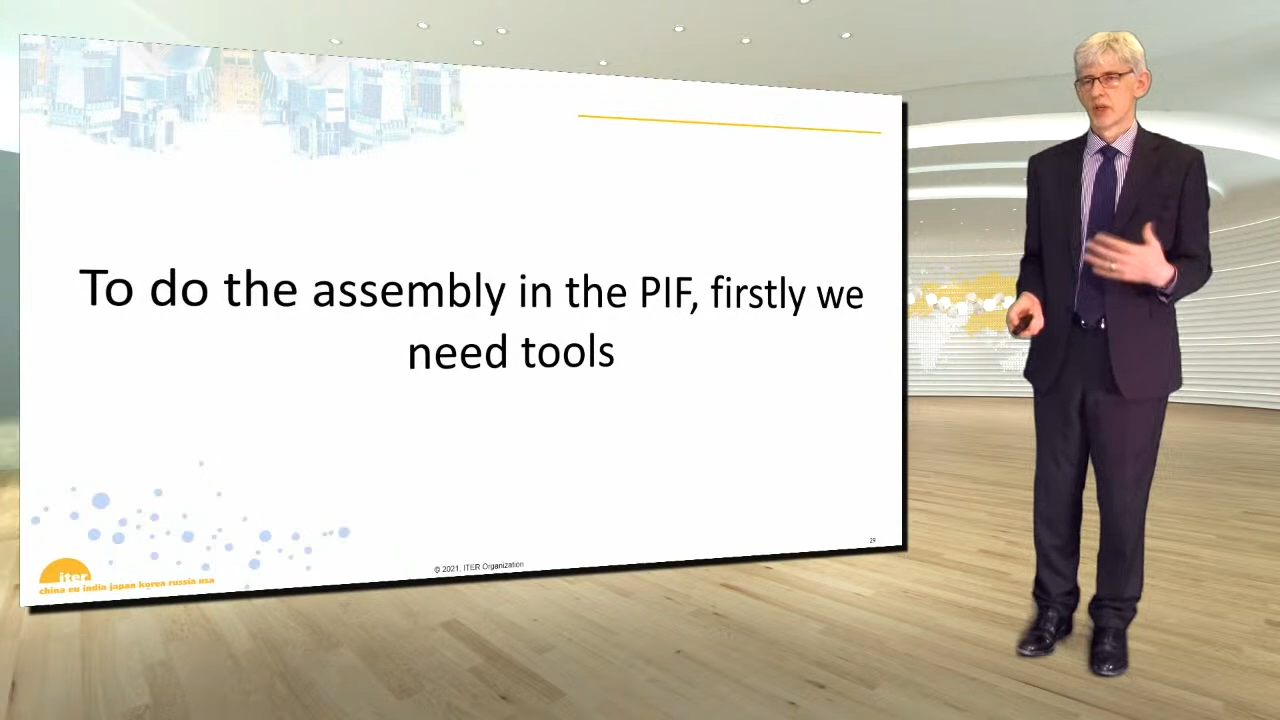 To do the assembly in the PIF, firstly we
need tools
29
© 2021, ITER Organization
iter
china eu india japan korea russia usa